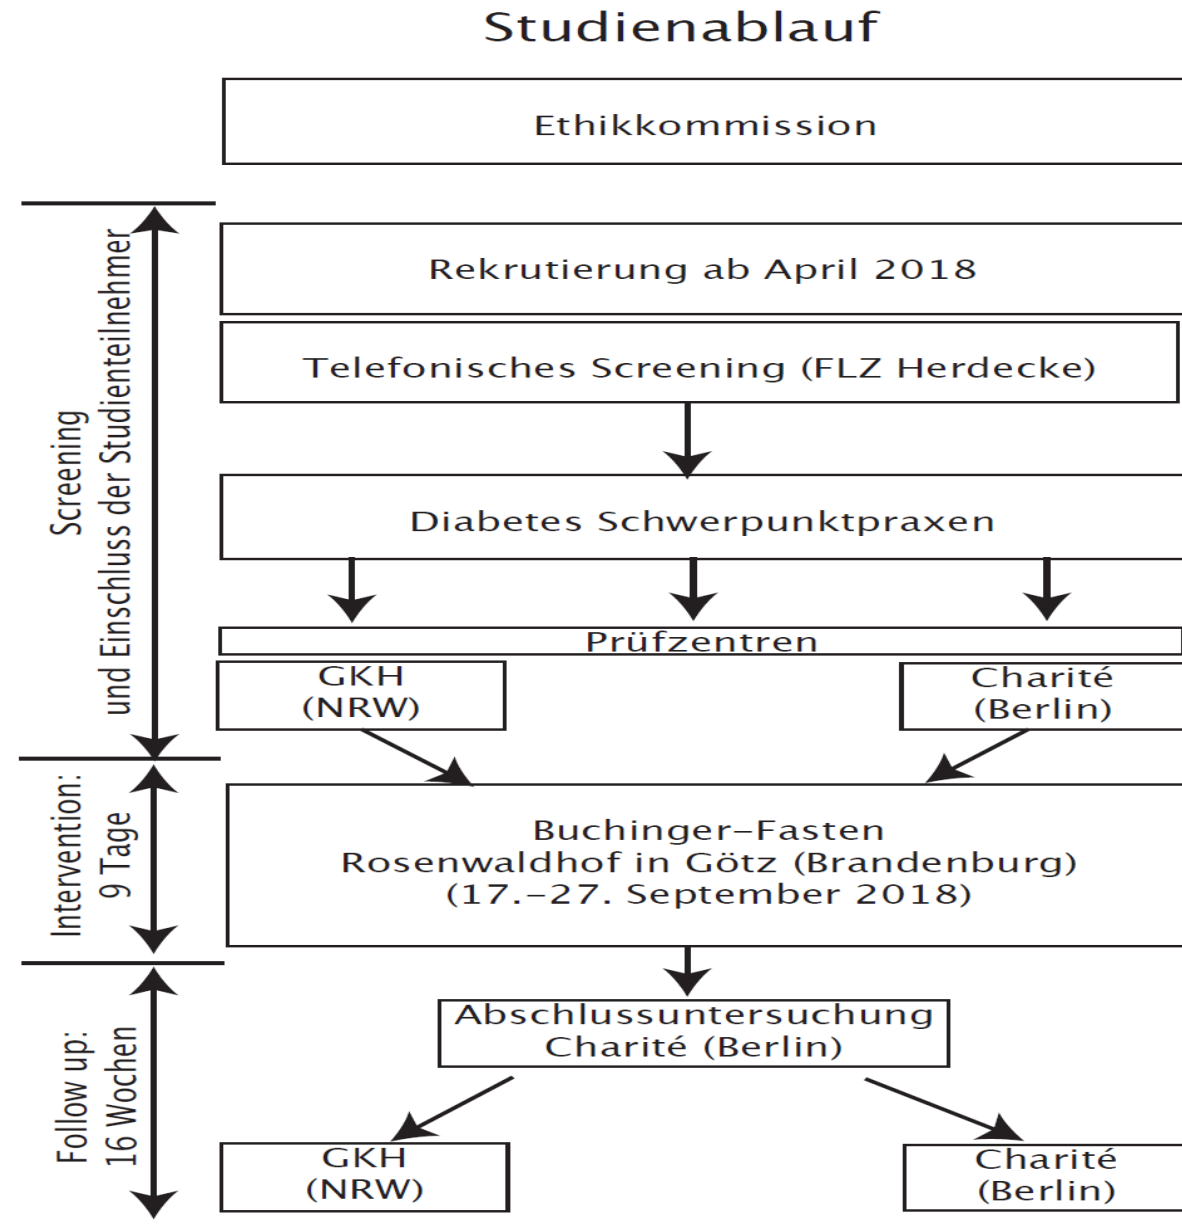 Studienablauf
Ethikkommission
Screening
und Einschluss der Studienteilnehmer
Rekrutierung ab April 2018
Telefonisches Screening (FLZ Herdecke)
Diabetes Schwerpunktpraxen
Prüfzentren
GKH
(NRW)
Charité
(Berlin)
Intervention:
9 Tage
Buchinger-Fasten
Rosenwaldhof in Götz (Brandenburg)
(17.-27. September 2018)
Follow up:
16 Wochen
Abschlussuntersuchung
Charité (Berlin)
GKH
(NRW)
Charité
(Berlin)